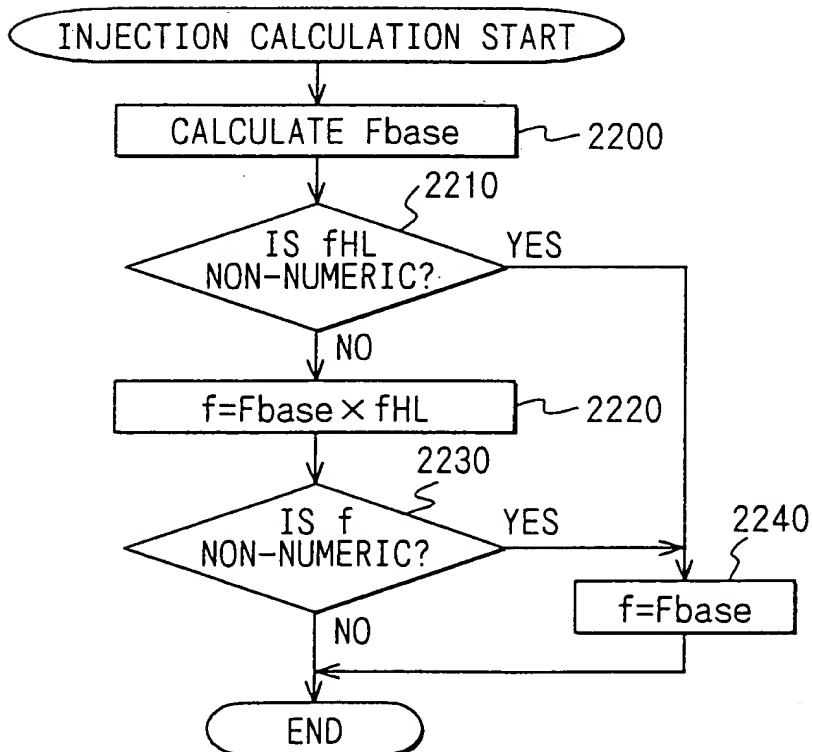 INJECTION CALCULATION START
CALCULATE Fbase
2200
2210
IS fHL
NON-NUMERIC?
YES
NO
f=Fbase×fHL
2220
2230
IS f
NON-NUMERIC?
YES
2240
f=Fbase
NO
END